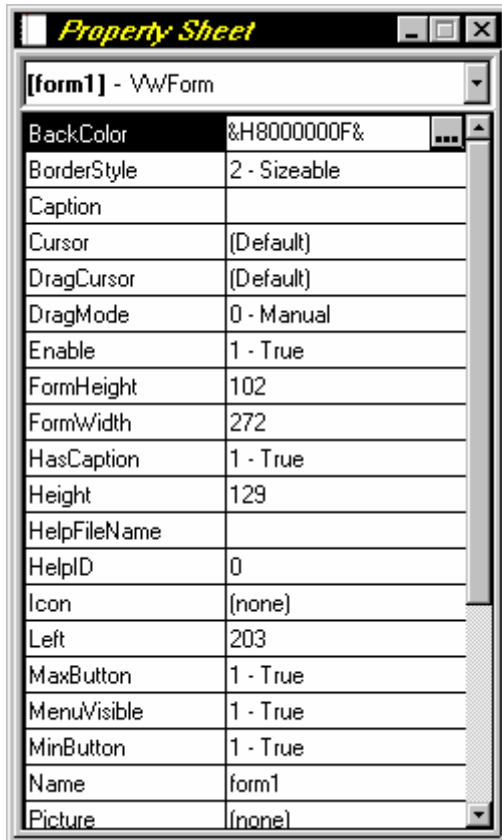 Property Sheet
[form1] - VWForm
BackColor &H8000000F& ...
BorderStyle 2 - Sizeable
Caption
Cursor (Default)
DragCursor (Default)
DragMode 0 - Manual
Enable 1 - True
FormHeight 102
FormWidth 272
HasCaption 1 - True
Height 129
HelpFileName
HelpID 0
Icon (none)
Left 203
MaxButton 1 - True
MenuVisible 1 - True
MinButton 1 - True
Name form1
Picture (none)